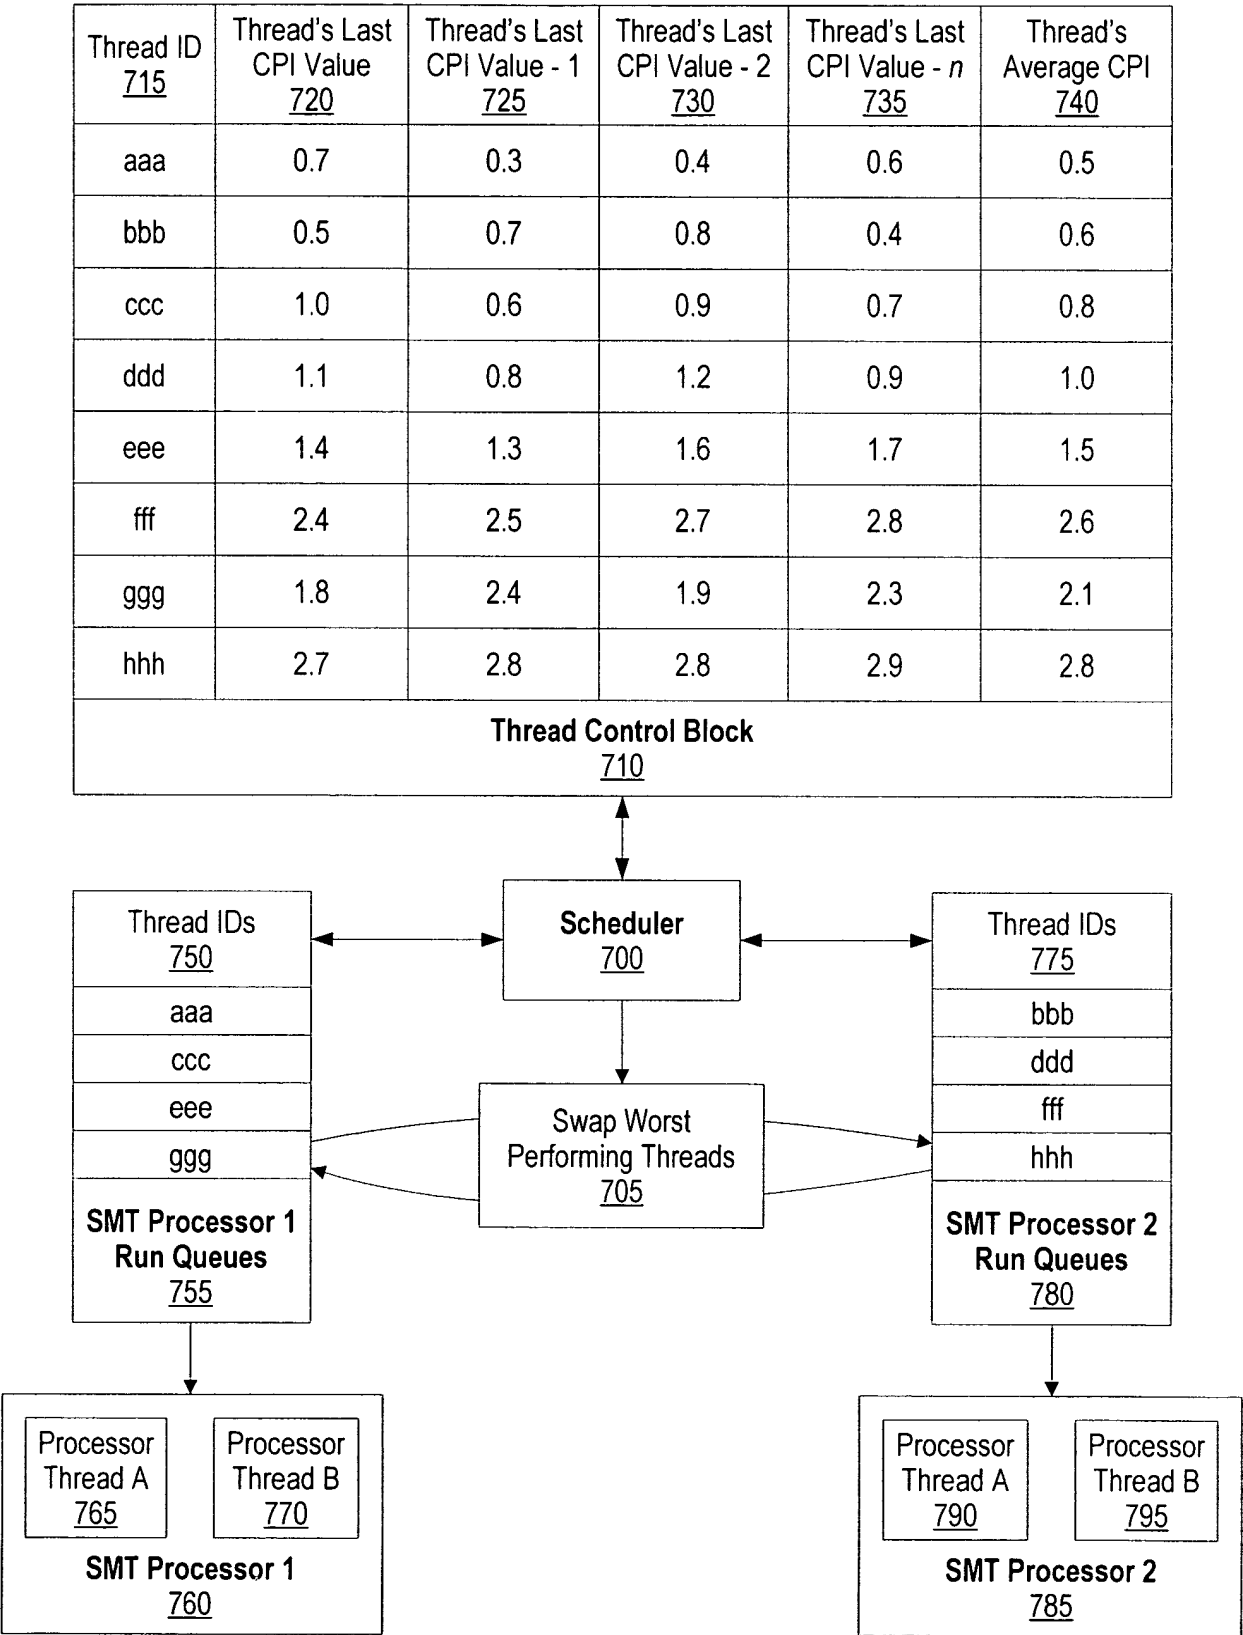 Thread ID
715
Thread's Last
CPI Value
720
Thread's Last
CPI Value - 1
725
Thread's Last
CPI Value - 2
730
Thread's Last
CPI Value - n
735
Thread's
Average CPI
740
aaa 0.7 0.3 0.4 0.6 0.5
bbb 0.5 0.7 0.8 0.4 0.6
ccc 1.0 0.6 0.9 0.7 0.8
ddd 1.1 0.8 1.2 0.9 1.0
eee 1.4 1.3 1.6 1.7 1.5
fff 2.4 2.5 2.7 2.8 2.6
ggg 1.8 2.4 1.9 2.3 2.1
hhh 2.7 2.8 2.8 2.9 2.8
Thread Control Block
710
Thread IDs
750
aaa
ccc
eee
ggg
SMT Processor 1
Run Queues
755
Scheduler
700
Swap Worst
Performing Threads
705
Thread IDs
775
bbb
ddd
fff
hhh
SMT Processor 2
Run Queues
780
Processor
Thread A
765
Processor
Thread B
770
SMT Processor 1
760
Processor
Thread A
790
Processor
Thread B
795
SMT Processor 2
785